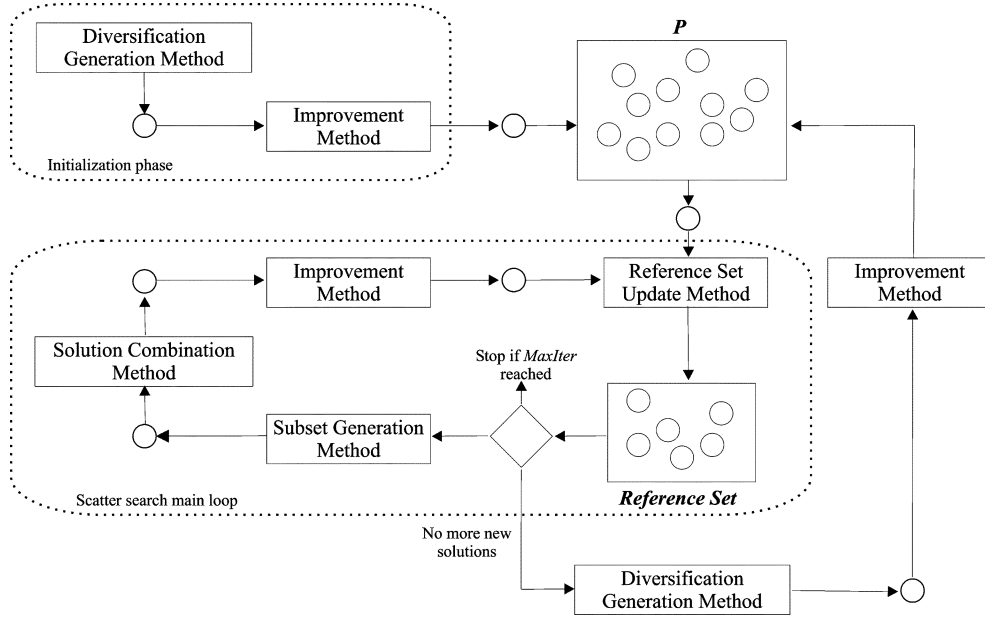 Diversification
Generation Method
Improvement
Method
Initialization phase
P
Improvement
Method
Reference Set
Update Method
Improvement
Method
Solution Combination
Method
Stop if MaxIter
reached
Subset Generation
Method
Reference Set
Scatter search main loop
No more new
solutions
Diversification
Generation Method